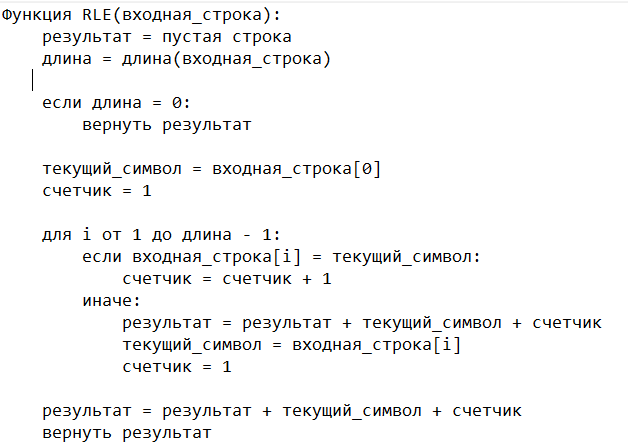 Функция RLE(входная_строка):
    результат = пустая строка
    длина = длина(входная_строка)
    если длина = 0:
        вернуть результат
    текущий_символ = входная_строка[0]
    счетчик = 1
    для i от 1 до длина - 1:
        если входная_строка[i] = текущий_символ:
            счетчик = счетчик + 1
        иначе:
            результат = результат + текущий_символ + счетчик
            текущий_символ = входная_строка[i]
            счетчик = 1
    результат = результат + текущий_символ + счетчик
    вернуть результат